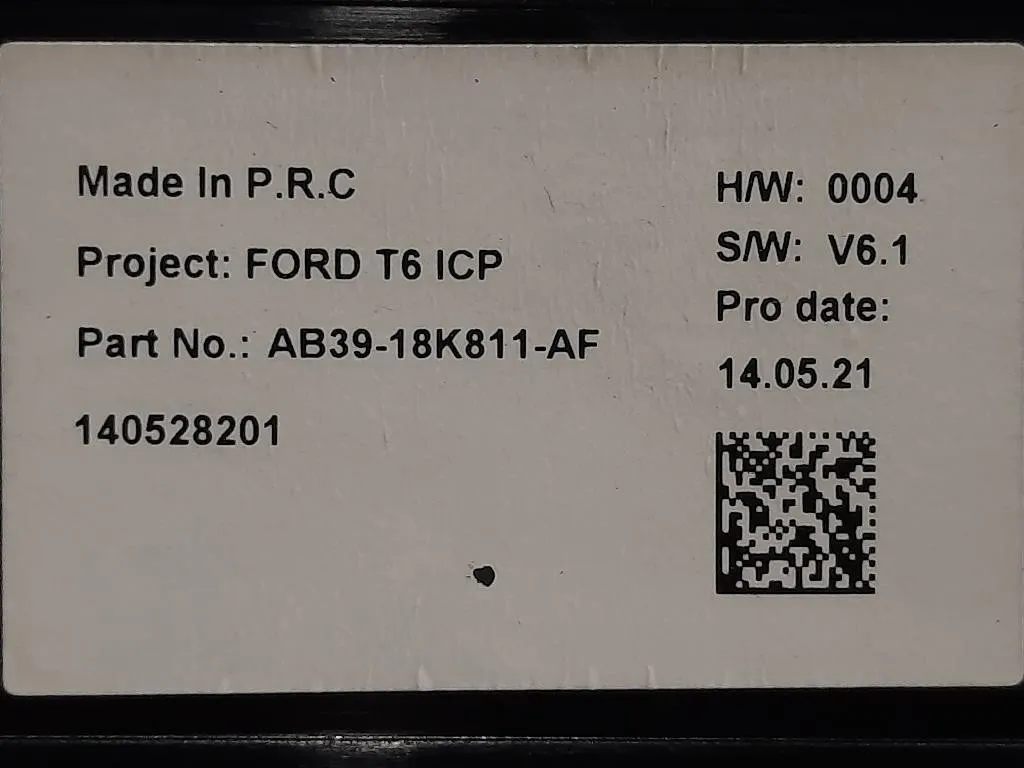 Made In P.R.C
Project: FORD T6 ICP
Part No.: AB39-18K811-AF
140528201
H/W: 0004
S/W: V6.1
Pro date:
14.05.21